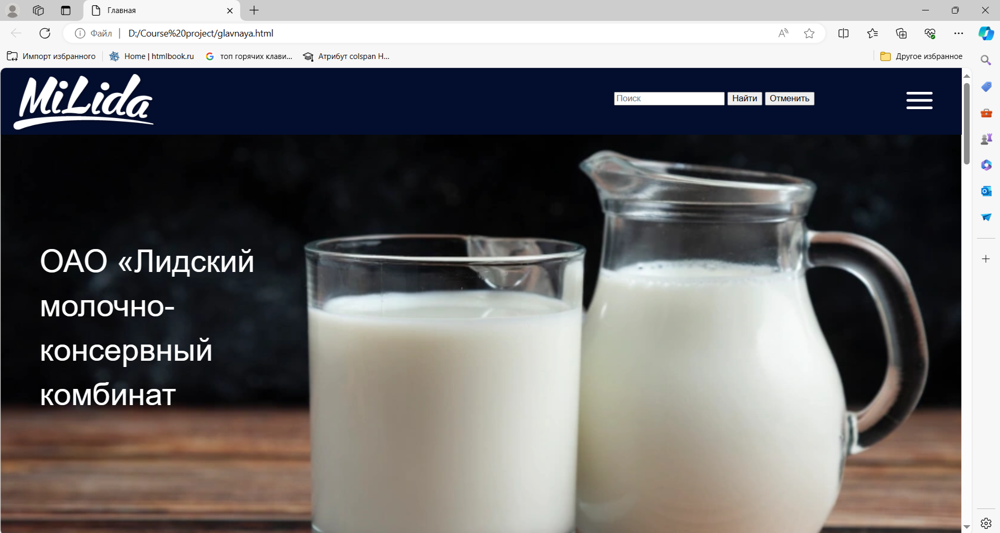 Главная
Файл
D:/Course%20project/glavnaya.html
Импорт избранного
Home | htmlbook.ru
топ горячих клави...
Атрибут colspan H...
Другое избранное
MiLida
Поиск
Найти
Отменить
ОАО «Лидский
молочно-
консервный
комбинат